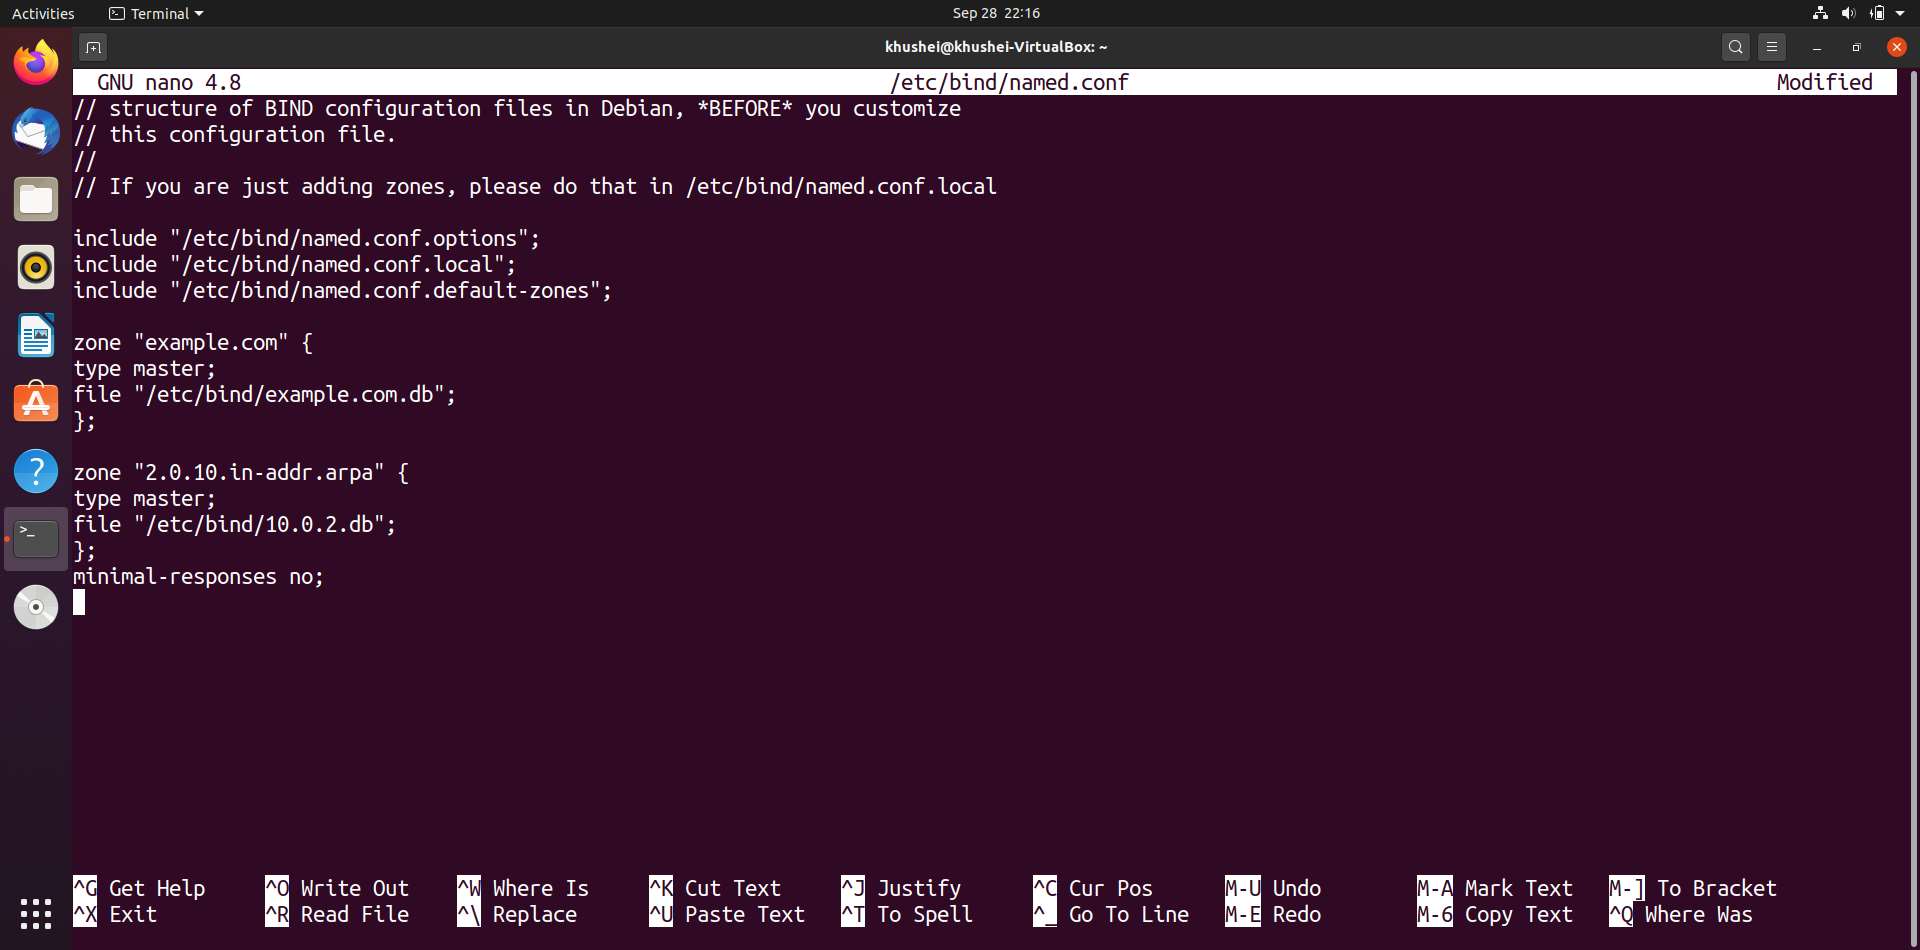 Activities Terminal Sep 28 22:16
khushei@khushei-VirtualBox: ~
GNU nano 4.8 /etc/bind/named.conf Modified
// structure of BIND configuration files in Debian, *BEFORE* you customize
// this configuration file.
//
// If you are just adding zones, please do that in /etc/bind/named.conf.local
include "/etc/bind/named.conf.options";
include "/etc/bind/named.conf.local";
include "/etc/bind/named.conf.default-zones";
zone "example.com" {
type master;
file "/etc/bind/example.com.db";
};
zone "2.0.10.in-addr.arpa" {
type master;
file "/etc/bind/10.0.2.db";
};
minimal-responses no;
^G Get Help ^O Write Out ^W Where Is ^K Cut Text ^J Justify ^C Cur Pos M-U Undo M-A Mark Text M-] To Bracket
^X Exit ^R Read File ^\ Replace ^U Paste Text ^T To Spell ^_ Go To Line M-E Redo M-6 Copy Text ^Q Where Was